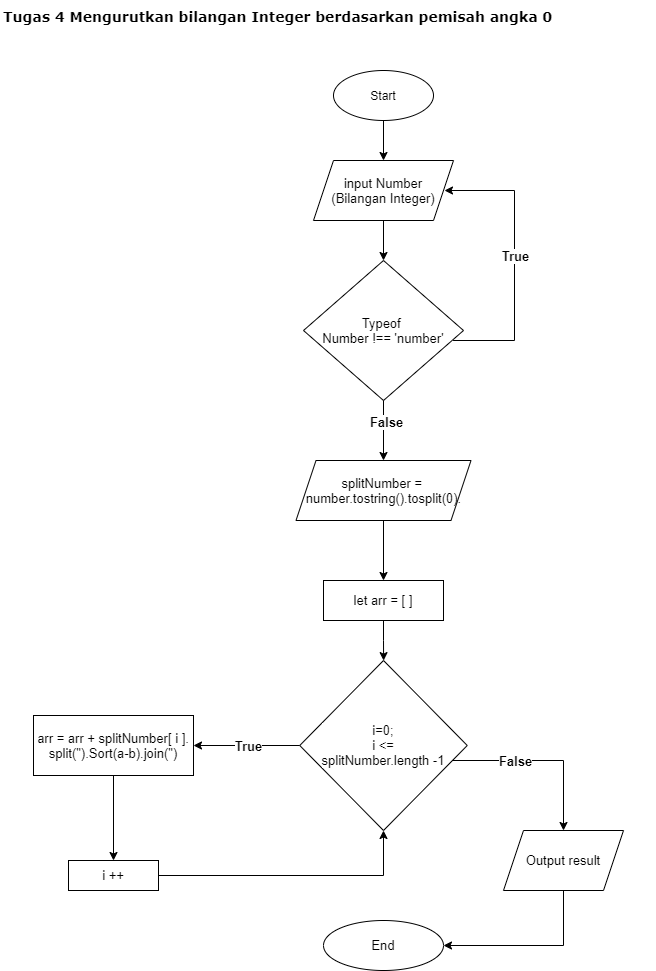 Tugas 4 Mengurutkan bilangan Integer berdasarkan pemisah angka 0
Start
input Number
(Bilangan Integer)
True
Typeof
Number !== 'number'
False
splitNumber =
number.tostring().tosplit(0).
let arr = [ ]
i=0;
i <=
splitNumber.length -1
True
arr = arr + splitNumber[ i ].
split('').Sort(a-b).join('')
False
i ++
Output result
End